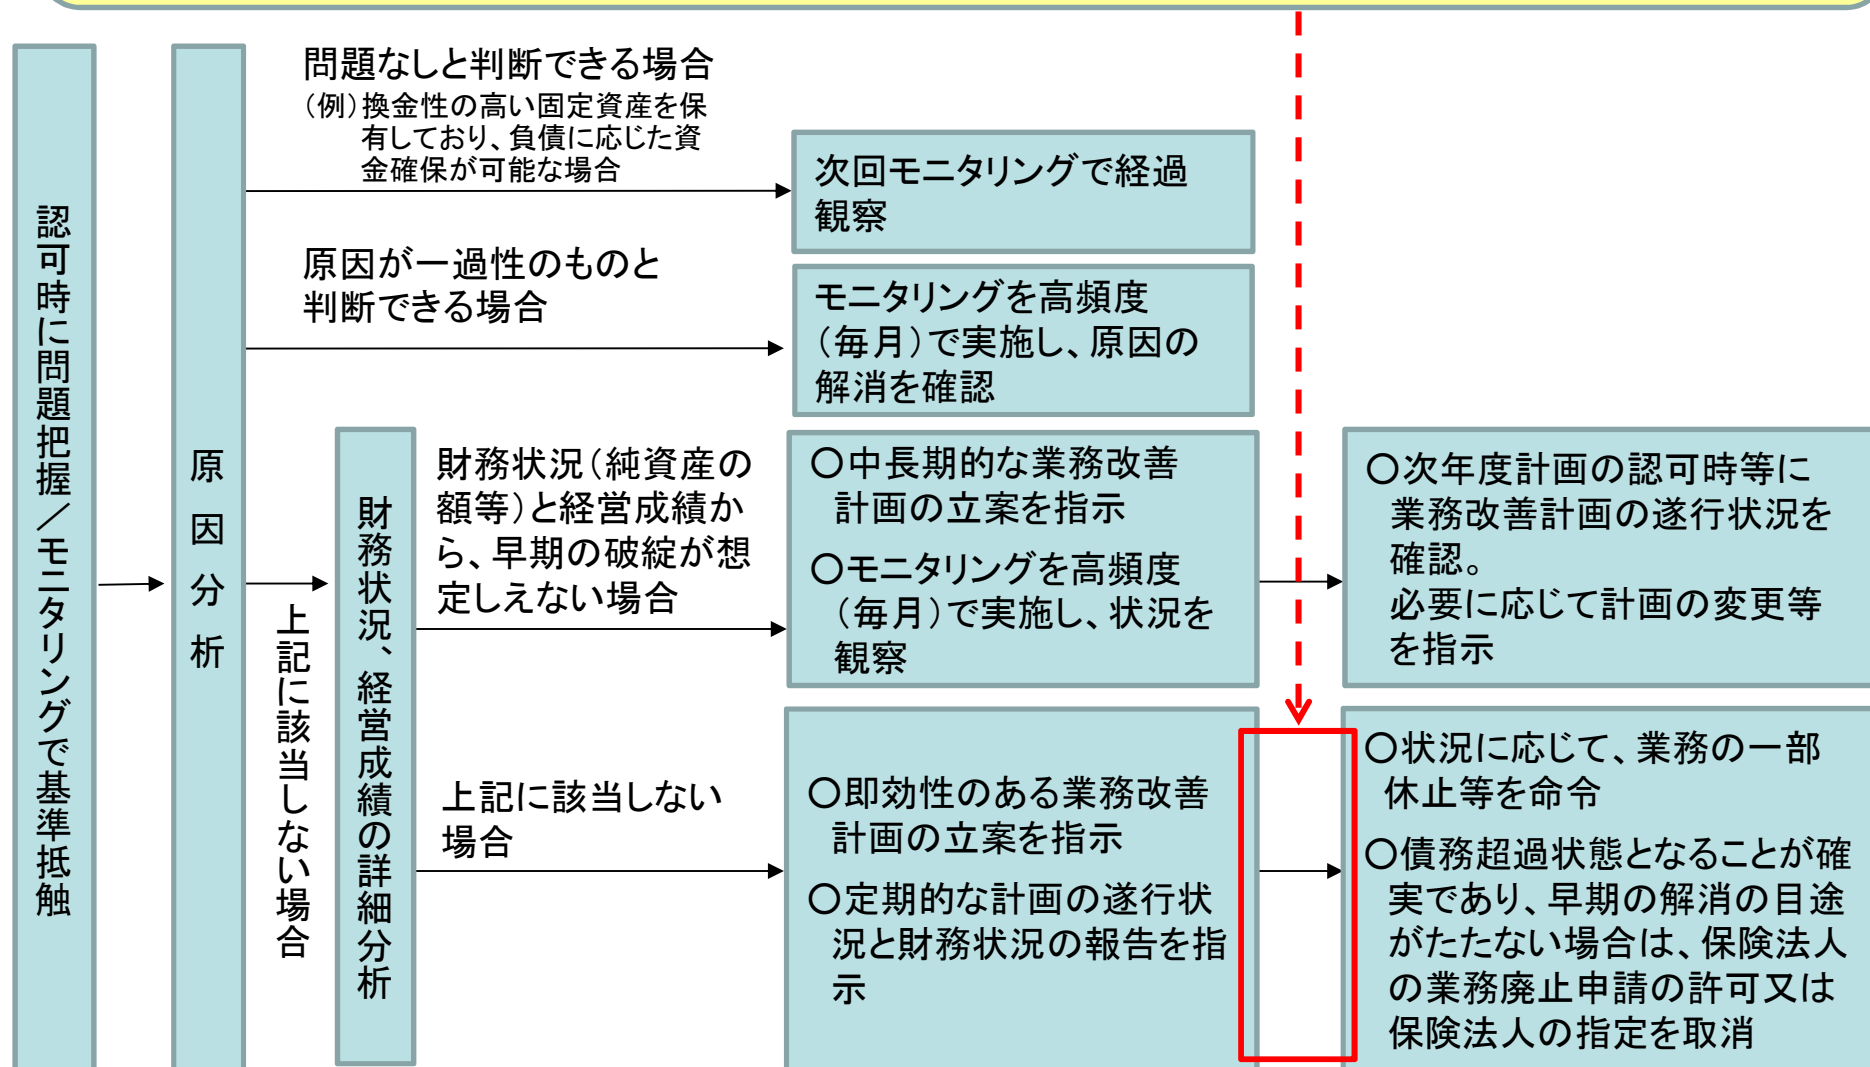 認可時に問題把握／モニタリングで基準抵触
原因分析
問題なしと判断できる場合
（例）換金性の高い固定資産を保
有しており、負債に応じた資
金確保が可能な場合
次回モニタリングで経過
観察
原因が一過性のものと
判断できる場合
モニタリングを高頻度
（毎月）で実施し、原因の
解消を確認
上記に該当しない場合
財務状況、経営成績の詳細分析
財務状況（純資産の
額等）と経営成績か
ら、早期の破綻が想
定しえない場合
○中長期的な業務改善
計画の立案を指示
○モニタリングを高頻度
（毎月）で実施し、状況を
観察
○次年度計画の認可時等に
業務改善計画の遂行状況を
確認。
必要に応じて計画の変更等
を指示
上記に該当しない
場合
○即効性のある業務改善
計画の立案を指示
○定期的な計画の遂行状
況と財務状況の報告を指
示
○状況に応じて、業務の一部
休止等を命令
○債務超過状態となることが確
実であり、早期の解消の目途
がたたない場合は、保険法人
の業務廃止申請の許可又は
保険法人の指定を取消